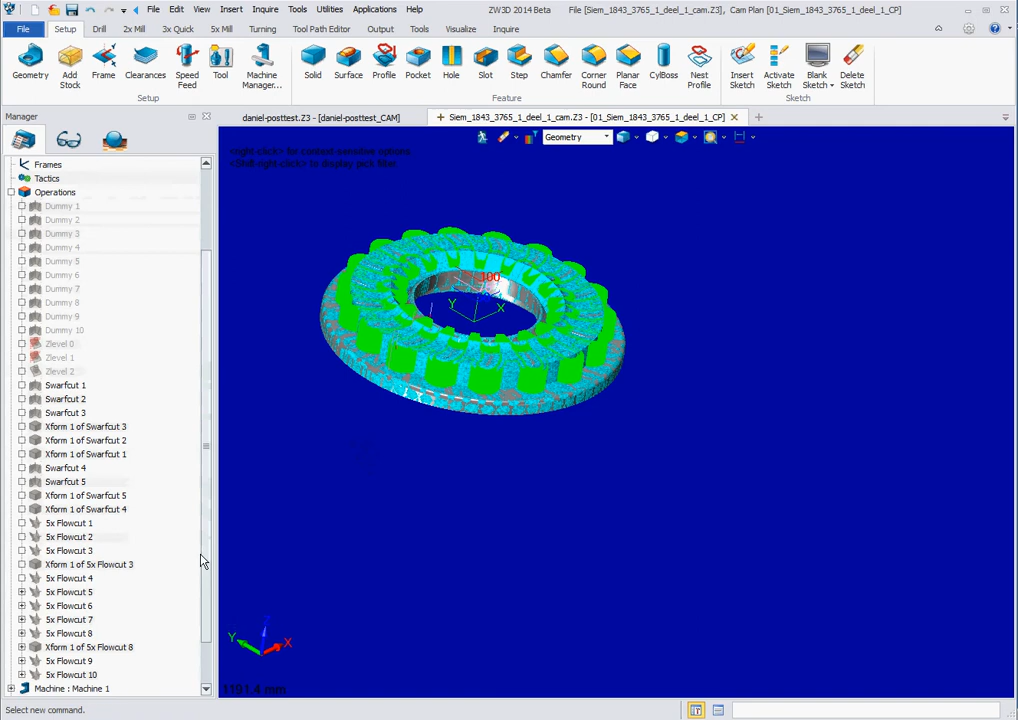 File Edit View Insert Inquire Tools Utilities Applications Help
ZW3D 2014 Beta
File [Siem_1843_3765_1_deel_1_cam.Z3], Cam Plan [01_Siem_1843_3765_1_deel_1_CP]
File Setup Drill 2x Mill 3x Quick 5x Mill Turning Tool Path Editor Output Tools Visualize Inquire
Geometry Add Stock Frame Clearances Speed Feed Tool Machine Manager... Solid Surface Profile Pocket Hole Slot Step Chamfer Corner Round Planar Face CylBoss Nest Profile Insert Sketch Activate Sketch Blank Sketch Delete Sketch
Setup Feature Sketch
Manager
daniel-posttest.Z3 - [daniel-posttest_CAM]
Siem_1843_3765_1_deel_1_cam.Z3 - [01_Siem_1843_3765_1_deel_1_CP]
Geometry
<right-click> for context-sensitive options
<Shift-right-click> to display pick filter
Frames
Tactics
Operations
Dummy 1
Dummy 2
Dummy 3
Dummy 4
Dummy 5
Dummy 6
Dummy 7
Dummy 8
Dummy 9
Dummy 10
Zlevel 0
Zlevel 1
Zlevel 2
Swarfcut 1
Swarfcut 2
Swarfcut 3
Xform 1 of Swarfcut 3
Xform 1 of Swarfcut 2
Xform 1 of Swarfcut 1
Swarfcut 4
Swarfcut 5
Xform 1 of Swarfcut 5
Xform 1 of Swarfcut 4
5x Flowcut 1
5x Flowcut 2
5x Flowcut 3
Xform 1 of 5x Flowcut 3
5x Flowcut 4
5x Flowcut 5
5x Flowcut 6
5x Flowcut 7
5x Flowcut 8
Xform 1 of 5x Flowcut 8
5x Flowcut 9
5x Flowcut 10
Machine : Machine 1
100
Y X
Z
Y X
1191.4 mm
Select new command.